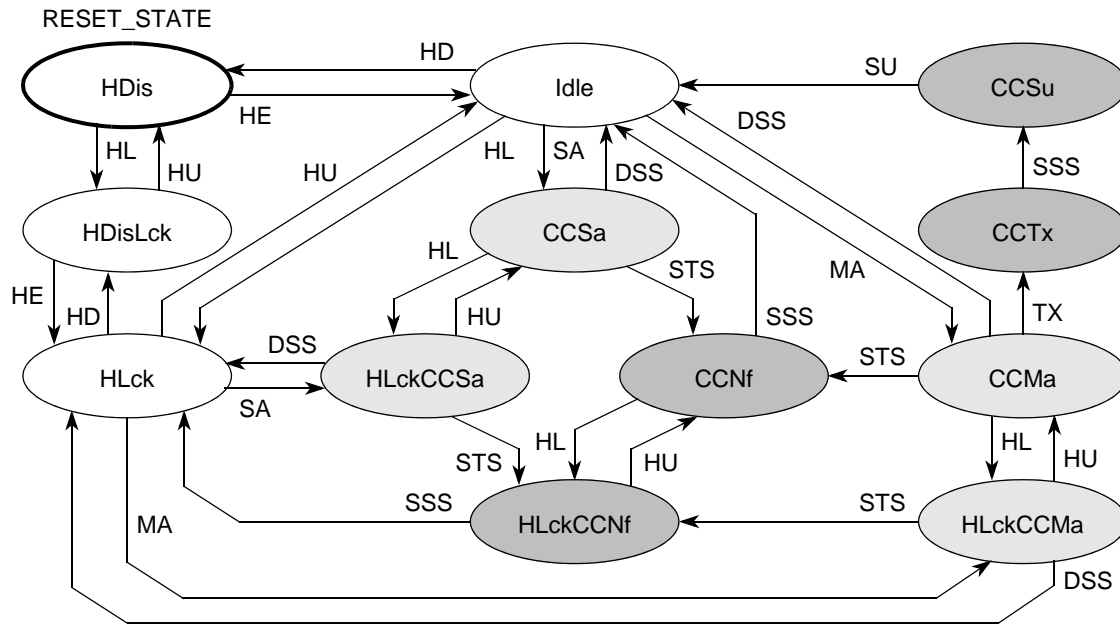 RESET_STATE
HDis
HD
HE
Idle
SU
CCSu
HL
HU
HU
HL
SA
DSS
DSS
SSS
HDisLck
CCSa
CCTx
HE
HD
HL
HU
STS
SSS
MA
TX
HLck
DSS
SA
HLckCCSa
CCNf
STS
CCMa
STS
HL
HU
HL
HU
MA
SSS
HLckCCNf
STS
HLckCCMa
DSS